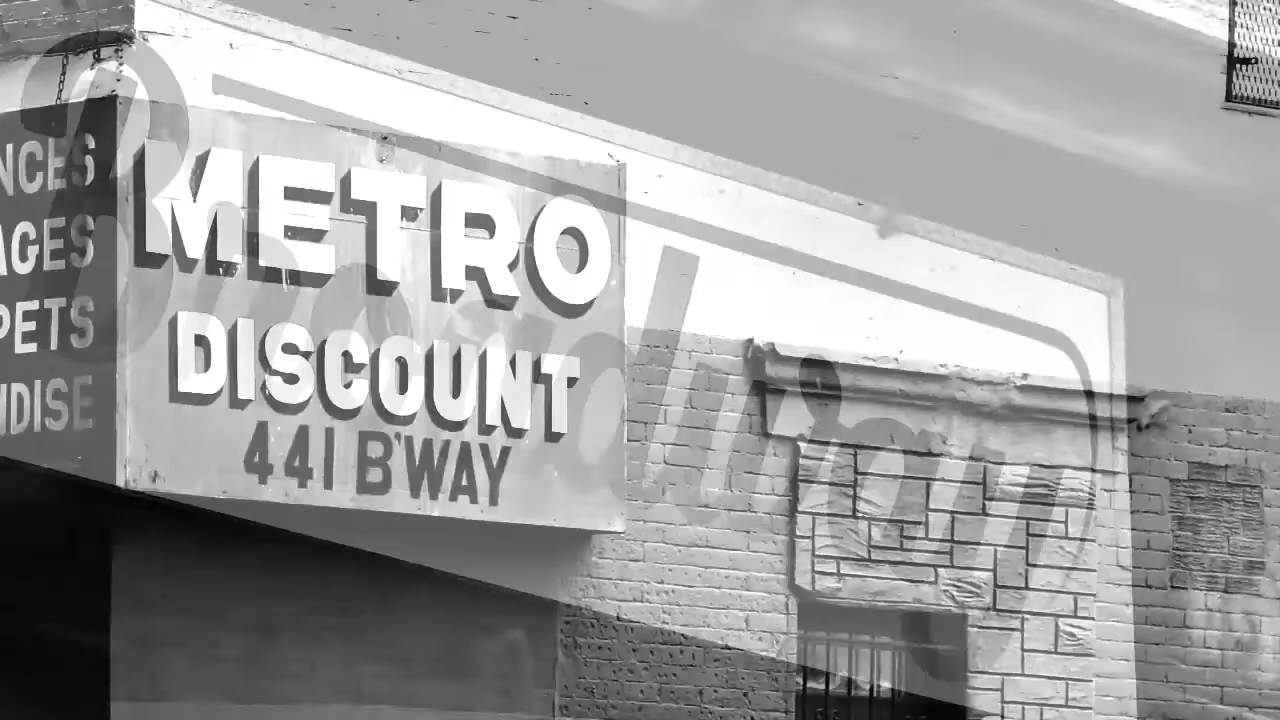 NCES
AGES
PETS
NDISE
METRO
DISCOUNT
441 B'WAY